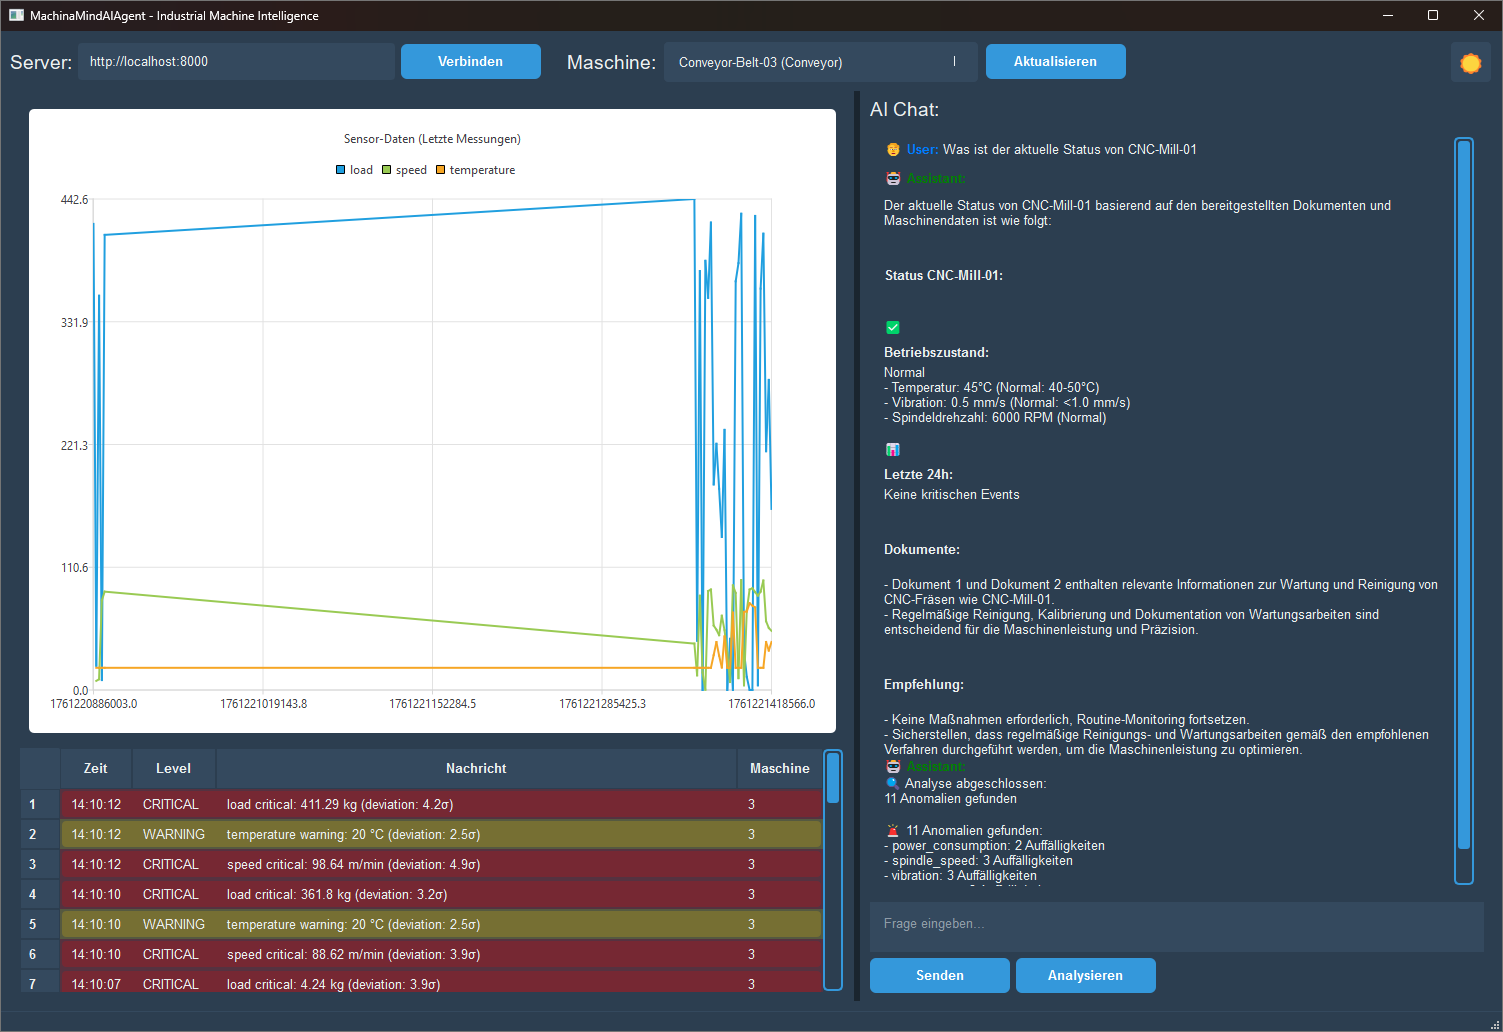 MachinaMindAIAgent - Industrial Machine Intelligence
Server: http://localhost:8000 Verbinden Maschine: Conveyor-Belt-03 (Conveyor) Aktualisieren
Sensor-Daten (Letzte Messungen)
load speed temperature
442.6
331.9
221.3
110.6
0.0
1761220886003.0 1761221019143.8 1761221152284.5 1761221285425.3 1761221418566.0
Zeit Level Nachricht Maschine
1 14:10:12 CRITICAL load critical: 411.29 kg (deviation: 4.2σ) 3
2 14:10:12 WARNING temperature warning: 20 °C (deviation: 2.5σ) 3
3 14:10:12 CRITICAL speed critical: 98.64 m/min (deviation: 4.9σ) 3
4 14:10:10 CRITICAL load critical: 361.8 kg (deviation: 3.2σ) 3
5 14:10:10 WARNING temperature warning: 20 °C (deviation: 2.5σ) 3
6 14:10:10 CRITICAL speed critical: 88.62 m/min (deviation: 3.9σ) 3
7 14:10:07 CRITICAL load critical: 4.24 kg (deviation: 3.9σ) 3
AI Chat:
User: Was ist der aktuelle Status von CNC-Mill-01
Assistant:
Der aktuelle Status von CNC-Mill-01 basierend auf den bereitgestellten Dokumenten und
Maschinendaten ist wie folgt:
Status CNC-Mill-01:
Betriebszustand:
Normal
- Temperatur: 45°C (Normal: 40-50°C)
- Vibration: 0.5 mm/s (Normal: <1.0 mm/s)
- Spindeldrehzahl: 6000 RPM (Normal)
Letzte 24h:
Keine kritischen Events
Dokumente:
- Dokument 1 und Dokument 2 enthalten relevante Informationen zur Wartung und Reinigung von
CNC-Fräsen wie CNC-Mill-01.
- Regelmäßige Reinigung, Kalibrierung und Dokumentation von Wartungsarbeiten sind
entscheidend für die Maschinenleistung und Präzision.
Empfehlung:
- Keine Maßnahmen erforderlich, Routine-Monitoring fortsetzen.
- Sicherstellen, dass regelmäßige Reinigungs- und Wartungsarbeiten gemäß den empfohlenen
Verfahren durchgeführt werden, um die Maschinenleistung zu optimieren.
Assistant:
Analyse abgeschlossen:
11 Anomalien gefunden
11 Anomalien gefunden:
- power_consumption: 2 Auffälligkeiten
- spindle_speed: 3 Auffälligkeiten
- vibration: 3 Auffälligkeiten
Frage eingeben...
Senden Analysieren